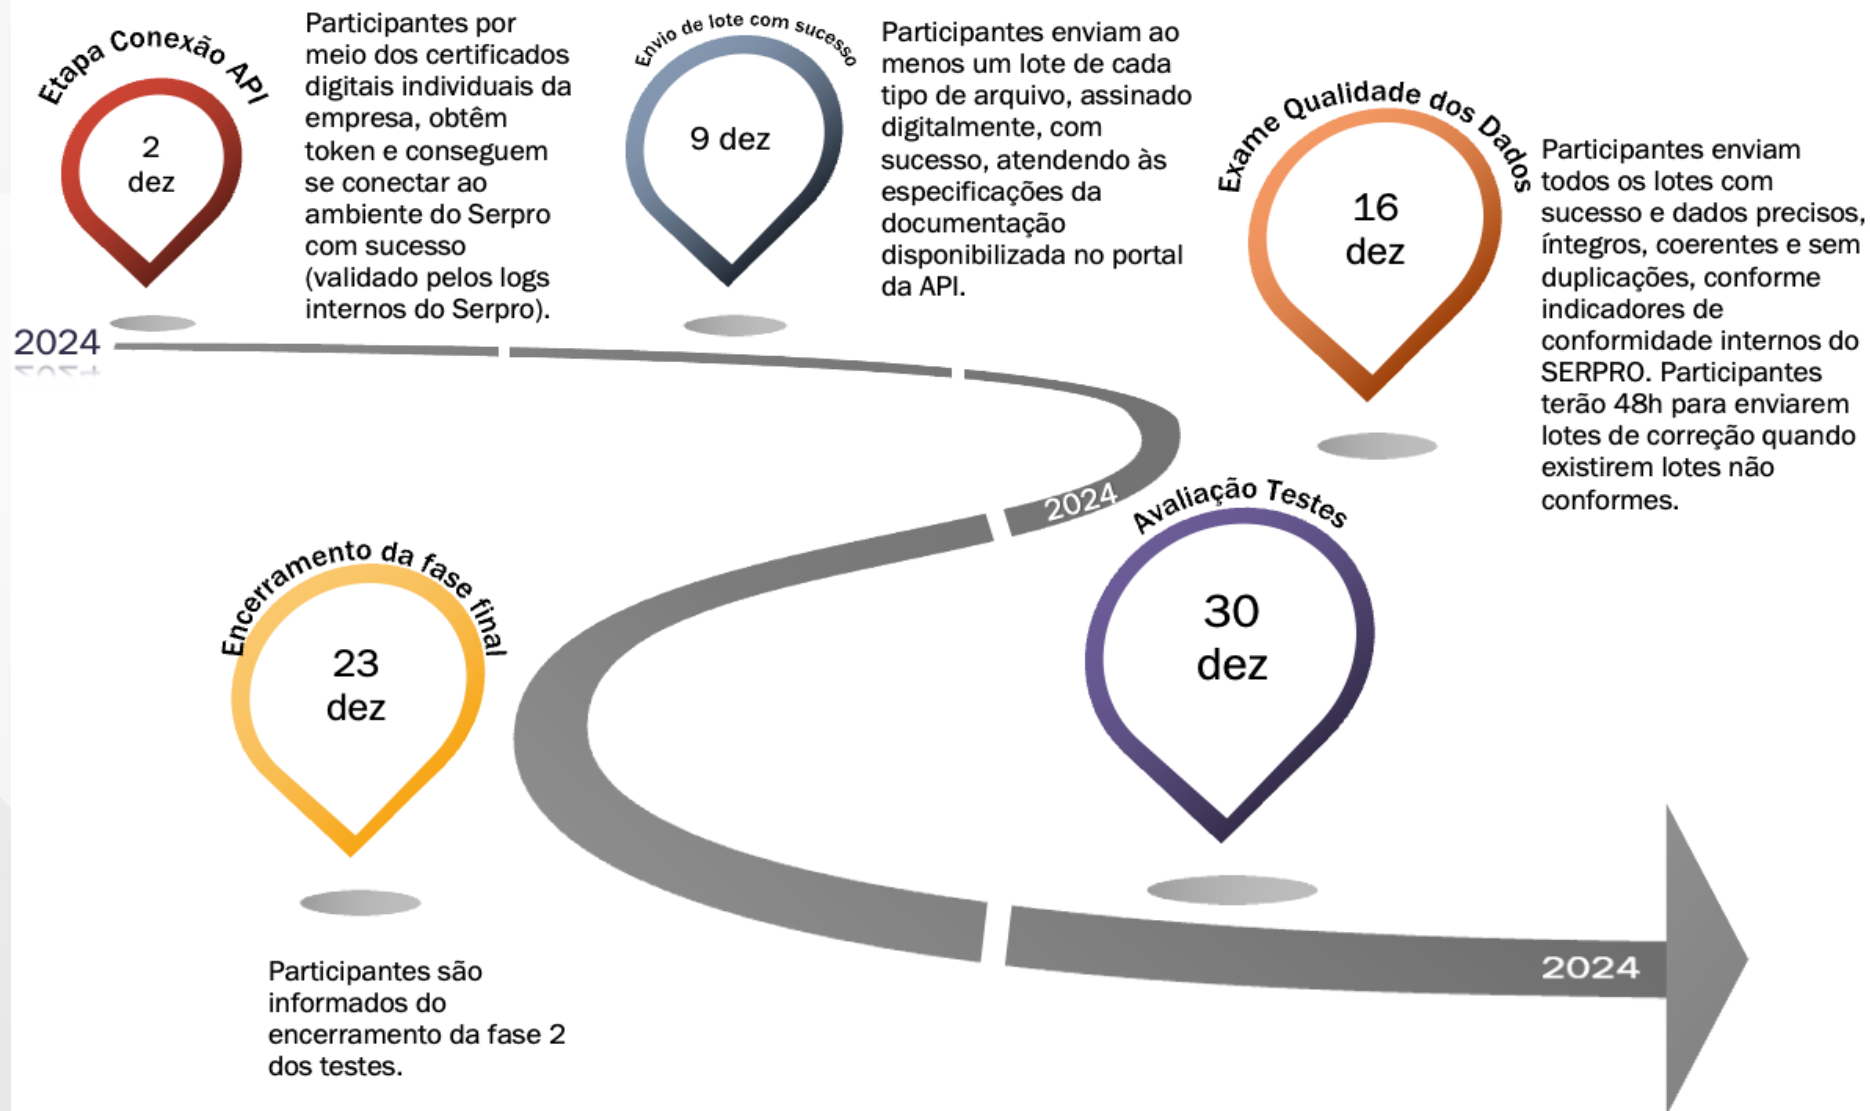 Etapa Conexão API
2
dez
Participantes por
meio dos certificados
digitais individuais da
empresa, obtêm
token e conseguem
se conectar ao
ambiente do Serpro
com sucesso
(validado pelos logs
internos do Serpro).
Envio de lote com sucesso
9 dez
Participantes enviam ao
menos um lote de cada
tipo de arquivo, assinado
digitalmente, com
sucesso, atendendo às
especificações da
documentação
disponibilizada no portal
da API.
Exame Qualidade dos Dados
16
dez
Participantes enviam
todos os lotes com
sucesso e dados precisos,
íntegros, coerentes e sem
duplicações, conforme
indicadores de
conformidade internos do
SERPRO. Participantes
terão 48h para enviarem
lotes de correção quando
existirem lotes não
conformes.
2024
2024
Encerramento da fase final
23
dez
Participantes são
informados do
encerramento da fase 2
dos testes.
Avaliação Testes
30
dez
2024